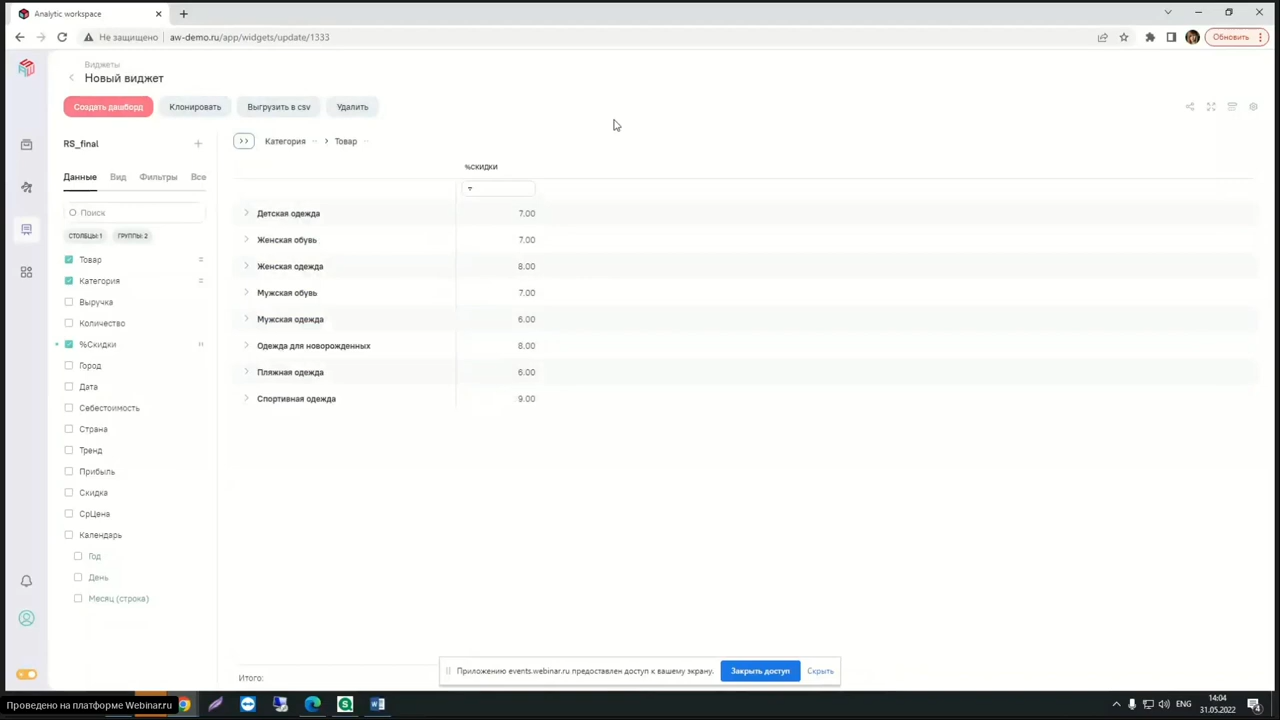 Analytic workspace
Не защищено
aw-demo.ru/app/widgets/update/1333
Обновить
Виджеты
Новый виджет
Создать дашборд
Клонировать
Выгрузить в csv
Удалить
RS_final
Категория
Товар
Данные
Вид
Фильтры
Все
Поиск
СТОЛБЦЫ: 1
ГРУППЫ: 2
Товар
Категория
Выручка
Количество
%Скидки
Город
Дата
Себестоимость
Страна
Тренд
Прибыль
Скидка
СрЦена
Календарь
Год
День
Месяц (строка)
%СКИДКИ
Детская одежда 7.00
Женская обувь 7.00
Женская одежда 8.00
Мужская обувь 7.00
Мужская одежда 6.00
Одежда для новорожденных 8.00
Пляжная одежда 6.00
Спортивная одежда 9.00
Итого:
Приложению events.webinar.ru предоставлен доступ к вашему экрану.
Закрыть доступ
Скрыть
Проведено на платформе Webinar.ru
ENG
14:04
31.05.2022
4